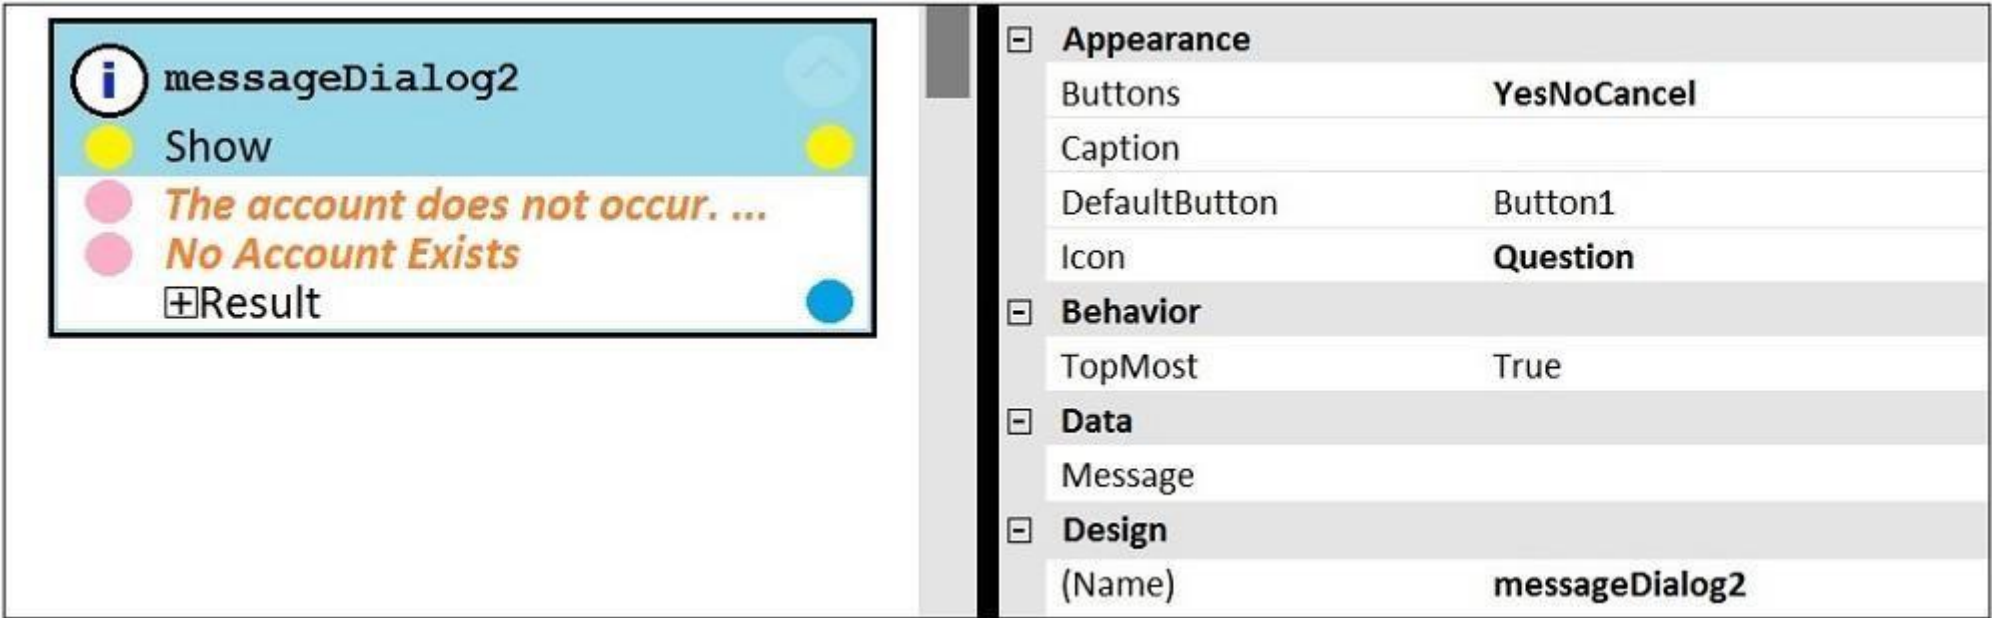 i messageDialog2
Show
The account does not occur. ...
No Account Exists
Result
Appearance
Buttons YesNoCancel
Caption
DefaultButton Button1
Icon Question
Behavior
TopMost True
Data
Message
Design
(Name) messageDialog2